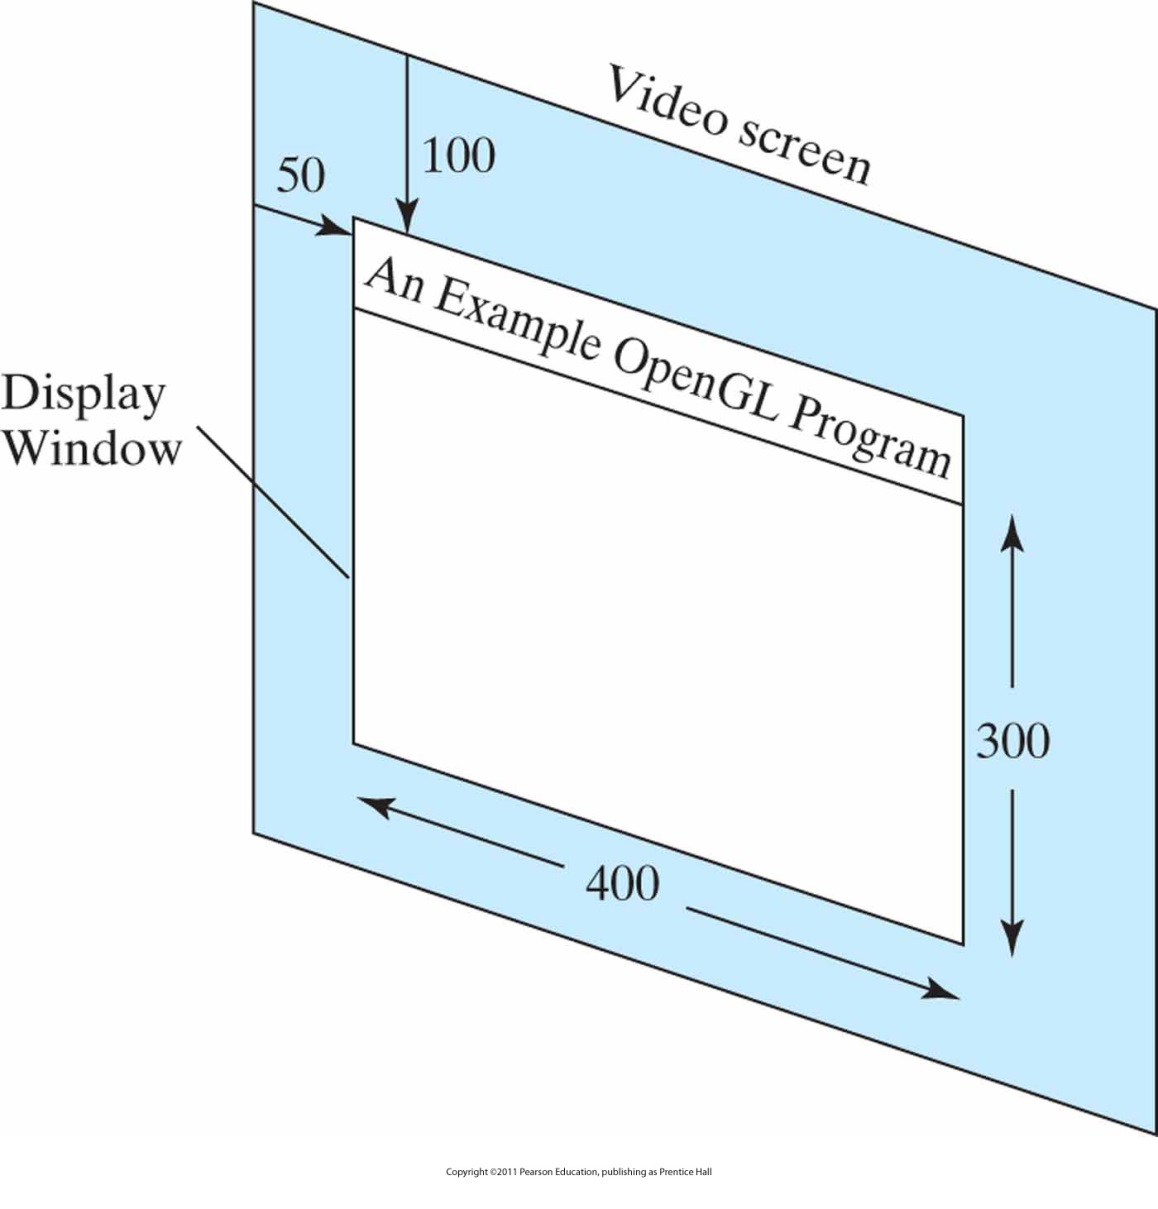 Video screen
100
50
An Example OpenGL Program
Display
Window
300
400
Copyright ©2011 Pearson Education, publishing as Prentice Hall